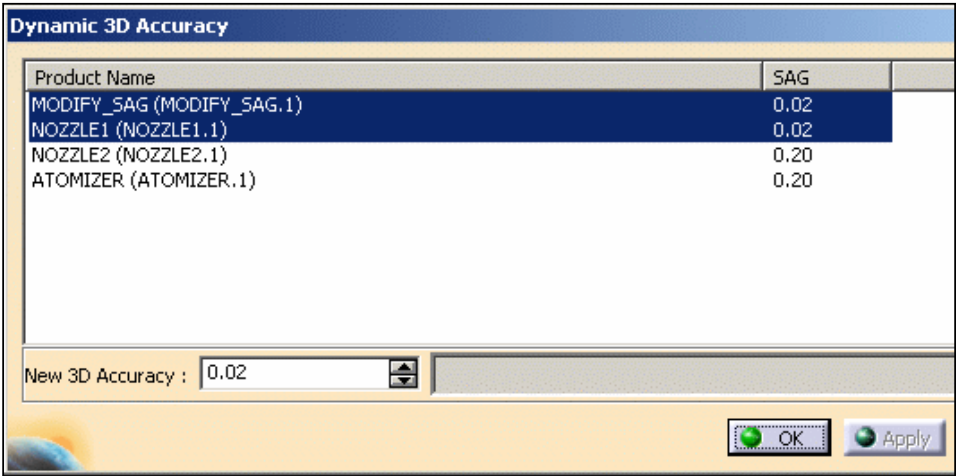 Dynamic 3D Accuracy
Product Name SAG
MODIFY_SAG (MODIFY_SAG.1) 0.02
NOZZLE1 (NOZZLE1.1) 0.02
NOZZLE2 (NOZZLE2.1) 0.20
ATOMIZER (ATOMIZER.1) 0.20
New 3D Accuracy : 0.02
OK Apply